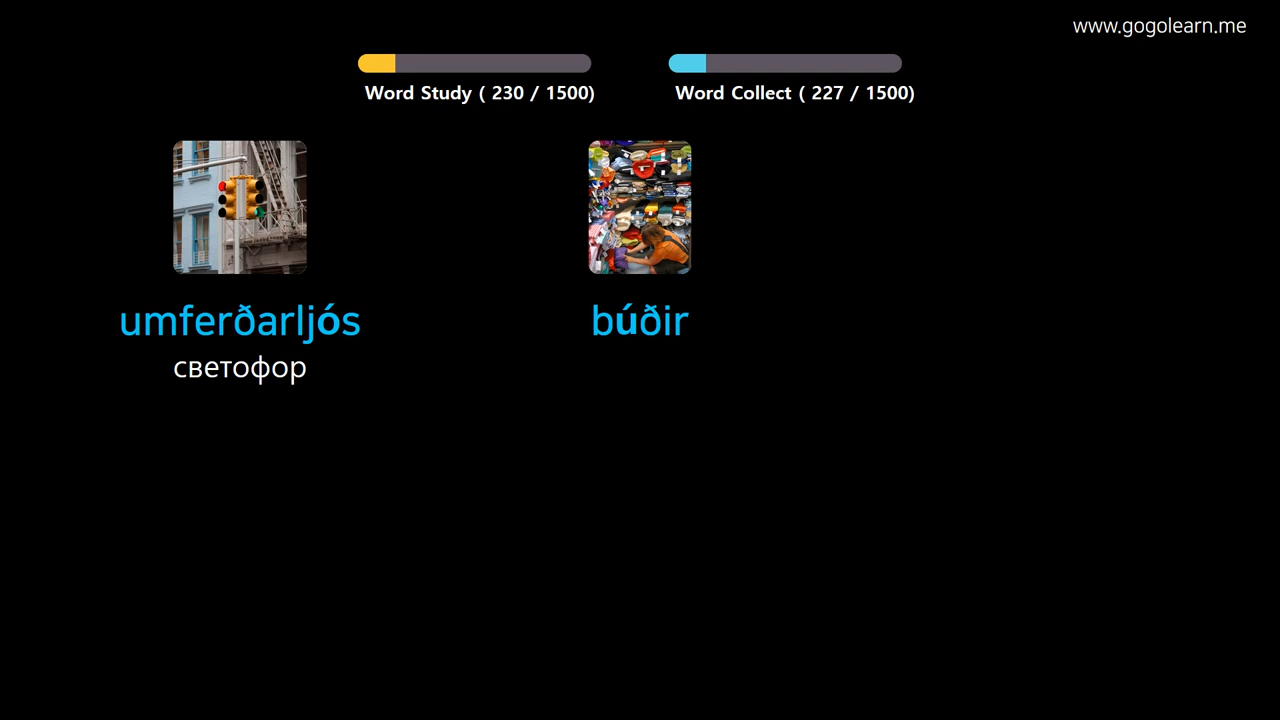 www.gogolearn.me
Word Study ( 230 / 1500)
Word Collect ( 227 / 1500)
umferðarljós
búðir
светофор